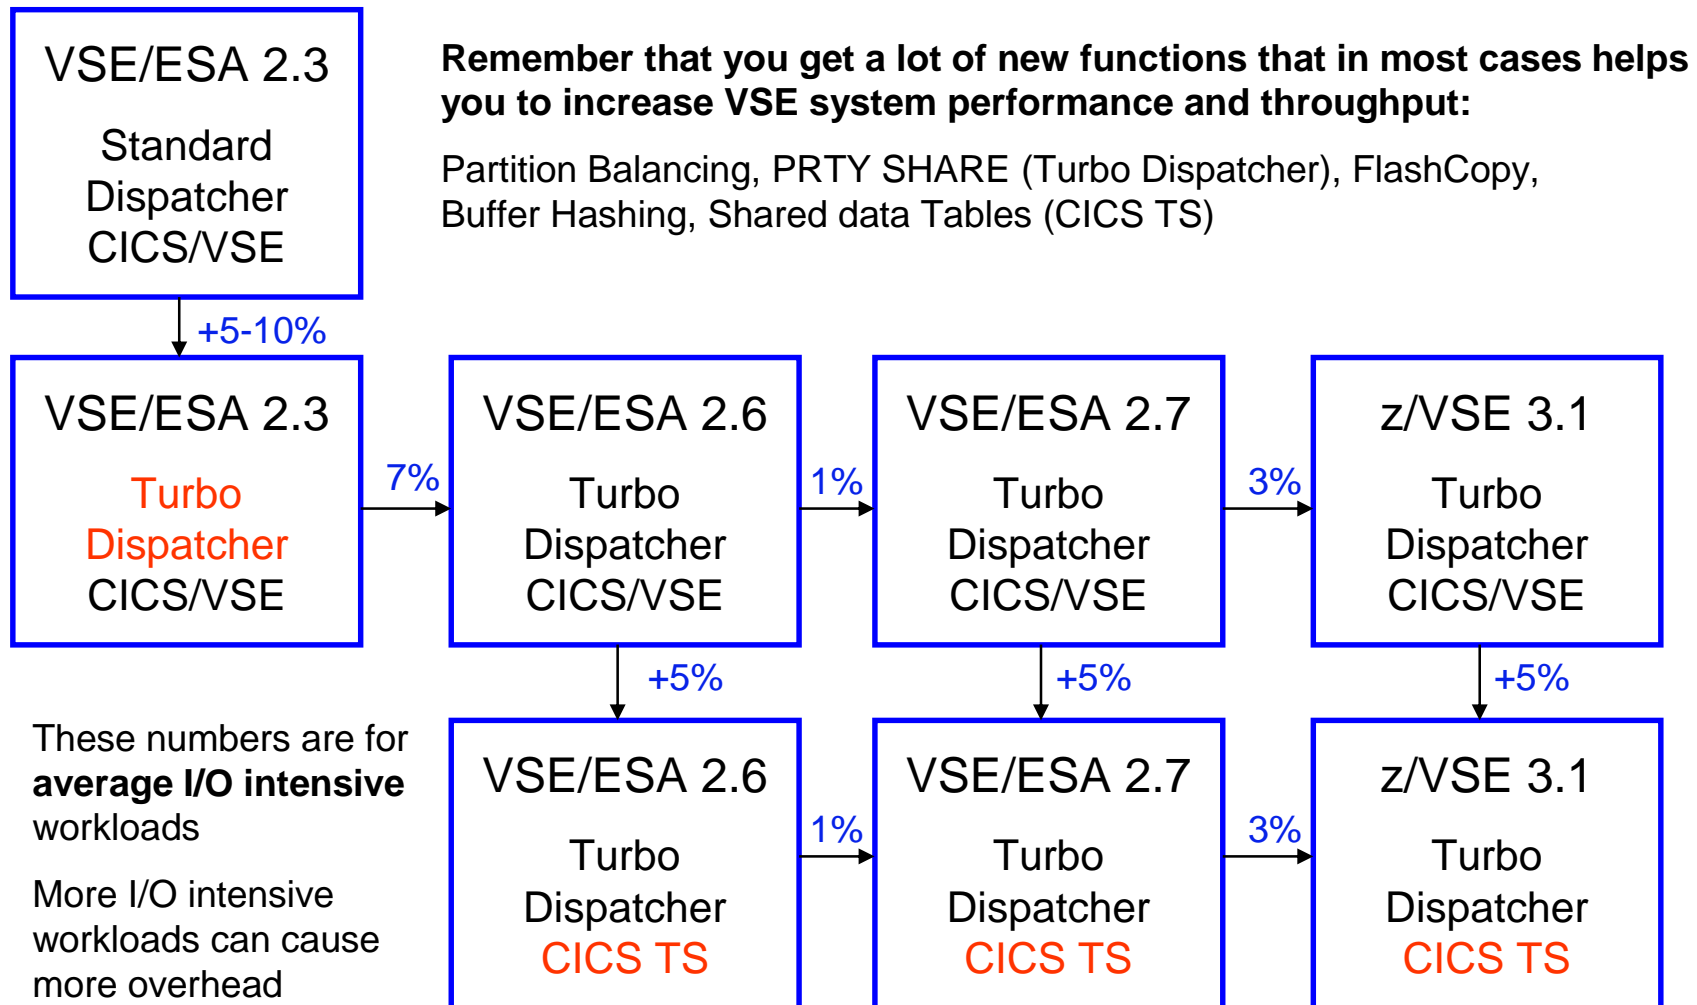 VSE/ESA 2.3
Standard
Dispatcher
CICS/VSE
Remember that you get a lot of new functions that in most cases helps
you to increase VSE system performance and throughput:
Partition Balancing, PRTY SHARE (Turbo Dispatcher), FlashCopy,
Buffer Hashing, Shared data Tables (CICS TS)
+5-10%
VSE/ESA 2.3
Turbo
Dispatcher
CICS/VSE
7%
VSE/ESA 2.6
Turbo
Dispatcher
CICS/VSE
1%
VSE/ESA 2.7
Turbo
Dispatcher
CICS/VSE
3%
z/VSE 3.1
Turbo
Dispatcher
CICS/VSE
+5%
+5%
+5%
These numbers are for
average I/O intensive
workloads
More I/O intensive
workloads can cause
more overhead
VSE/ESA 2.6
Turbo
Dispatcher
CICS TS
1%
VSE/ESA 2.7
Turbo
Dispatcher
CICS TS
3%
z/VSE 3.1
Turbo
Dispatcher
CICS TS